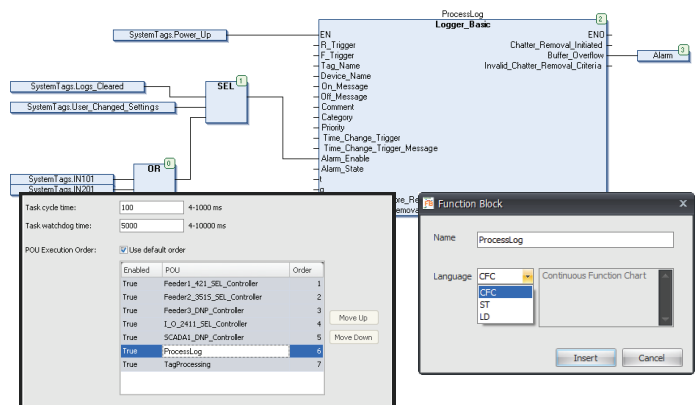 ProcessLog
Logger_Basic
2
SystemTags.Power_Up
EN
ENO
R_Trigger
Chatter_Removal_Initiated
F_Trigger
Buffer_Overflow
Alarm
3
Tag_Name
Invalid_Chatter_Removal_Criteria
Device_Name
SystemTags.Logs_Cleared
SEL
1
On_Message
Off_Message
SystemTags.User_Changed_Settings
Comment
Category
Priority
Time_Change_Trigger
Time_Change_Trigger_Message
Alarm_Enable
OR
0
Alarm_State
SystemTags.IN101
SystemTags.IN201
Task cycle time:
100
4-1000 ms
Task watchdog time:
5000
4-10000 ms
POU Execution Order:
Use default order
Enabled POU Order
True Feeder1_421_SEL_Controller 1
True Feeder2_351S_SEL_Controller 2
True Feeder3_DNP_Controller 3
True I_O_2411_SEL_Controller 4
True SCADA1_DNP_Controller 5
True ProcessLog 6
True TagProcessing 7
Move Up
Move Down
Function Block
x
Name
ProcessLog
Language
CFC
Continuous Function Chart
CFC
ST
LD
Insert
Cancel